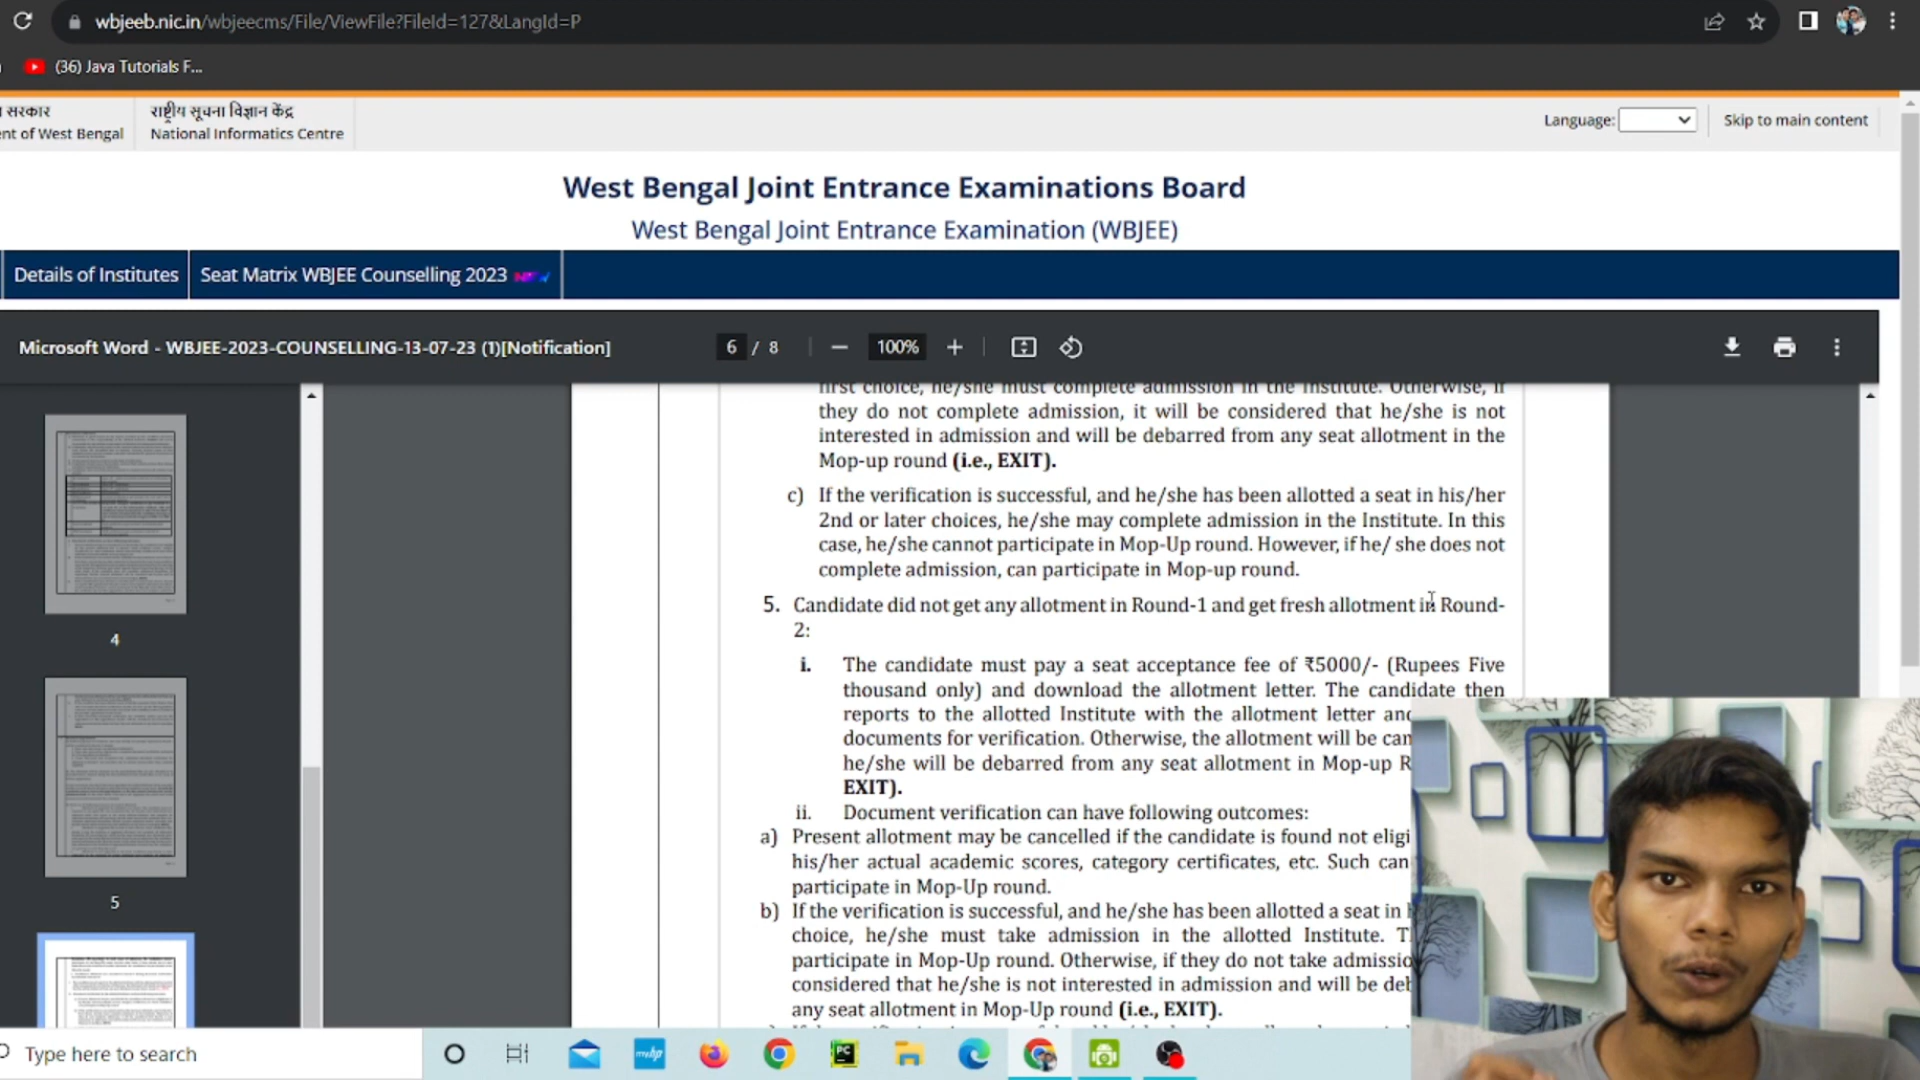 wbjeeb.nic.in/wbjeecms/File/ViewFile?FileId=127&LangId=P
(36) Java Tutorials F...
सरकार
राष्ट्रीय सूचना विज्ञान केंद्र
nt of West Bengal
National Informatics Centre
Language:
Skip to main content
West Bengal Joint Entrance Examinations Board
West Bengal Joint Entrance Examination (WBJEE)
Details of Institutes
Seat Matrix WBJEE Counselling 2023
Microsoft Word - WBJEE-2023-COUNSELLING-13-07-23 (1)[Notification]
6 / 8
100%
first choice, he/she must complete admission in the Institute. Otherwise, if
they do not complete admission, it will be considered that he/she is not
interested in admission and will be debarred from any seat allotment in the
Mop-up round (i.e., EXIT).
c) If the verification is successful, and he/she has been allotted a seat in his/her
2nd or later choices, he/she may complete admission in the Institute. In this
case, he/she cannot participate in Mop-Up round. However, if he/ she does not
complete admission, can participate in Mop-up round.
5. Candidate did not get any allotment in Round-1 and get fresh allotment in Round-
2:
i. The candidate must pay a seat acceptance fee of ₹5000/- (Rupees Five
thousand only) and download the allotment letter. The candidate then
reports to the allotted Institute with the allotment letter and
documents for verification. Otherwise, the allotment will be can
he/she will be debarred from any seat allotment in Mop-up R
EXIT).
ii. Document verification can have following outcomes:
a) Present allotment may be cancelled if the candidate is found not eligi
his/her actual academic scores, category certificates, etc. Such can
participate in Mop-Up round.
b) If the verification is successful, and he/she has been allotted a seat in
choice, he/she must take admission in the allotted Institute. T
participate in Mop-Up round. Otherwise, if they do not take admissio
considered that he/she is not interested in admission and will be deb
any seat allotment in Mop-Up round (i.e., EXIT).
4
5
Type here to search
myhp
PC